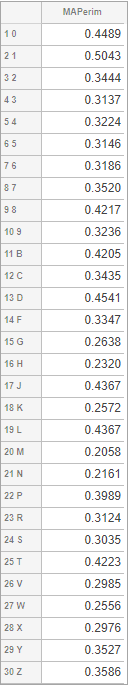 MAPerim
1 0 0.4489
2 1 0.5043
3 2 0.3444
4 3 0.3137
5 4 0.3224
6 5 0.3146
7 6 0.3186
8 7 0.3520
9 8 0.4217
10 9 0.3236
11 B 0.4205
12 C 0.3435
13 D 0.4541
14 F 0.3347
15 G 0.2638
16 H 0.2320
17 J 0.4367
18 K 0.2572
19 L 0.4367
20 M 0.2058
21 N 0.2161
22 P 0.3989
23 R 0.3124
24 S 0.3035
25 T 0.4223
26 V 0.2985
27 W 0.2556
28 X 0.2976
29 Y 0.3527
30 Z 0.3586